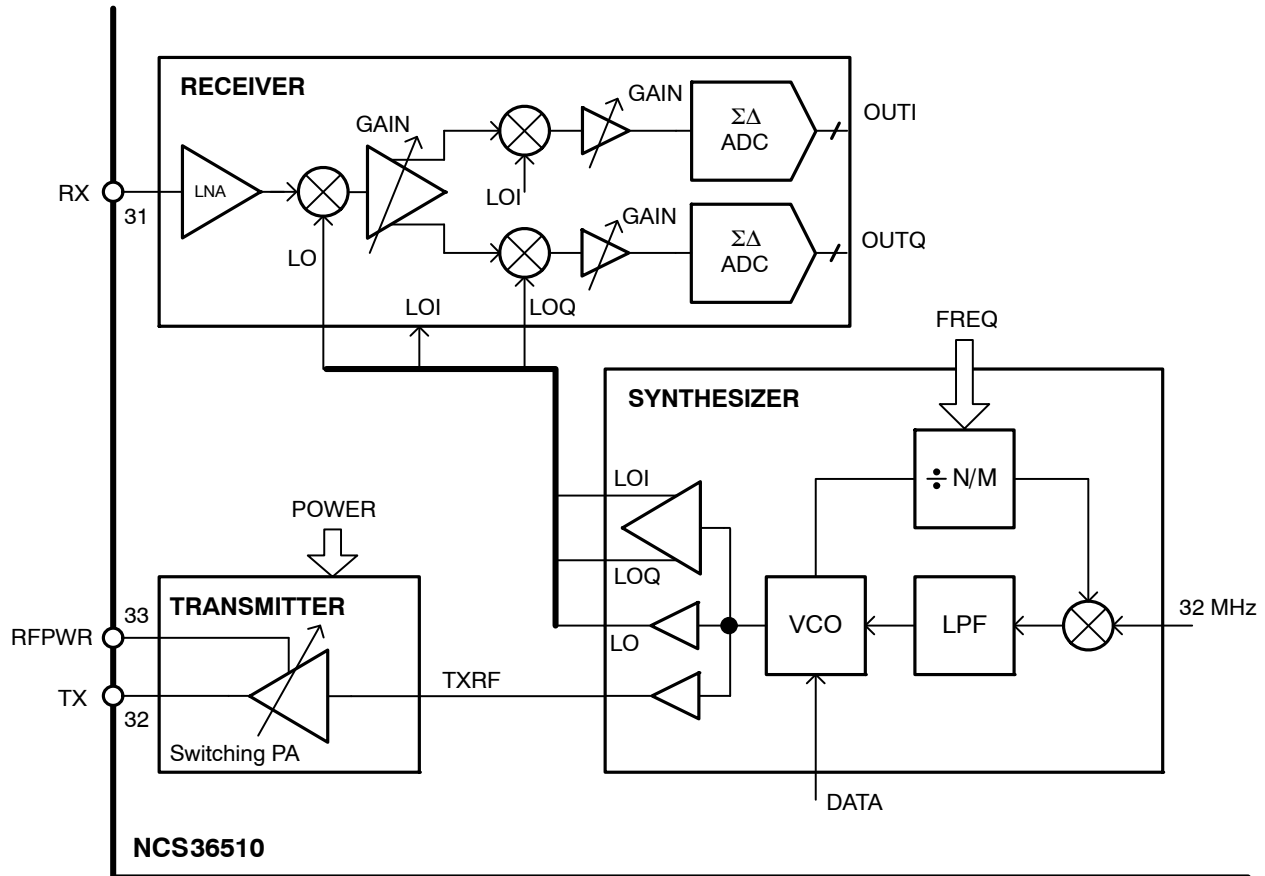 RECEIVER
GAIN
GAIN
ΣΔ
ADC
OUTI
RX
31
LNA
LOI
LO
GAIN
ΣΔ
ADC
OUTQ
LOI
LOQ
FREQ
SYNTHESIZER
÷ N/M
LOI
LOQ
LO
VCO
LPF
32 MHz
POWER
TRANSMITTER
33
RFPWR
TX
32
Switching PA
TXRF
DATA
NCS36510